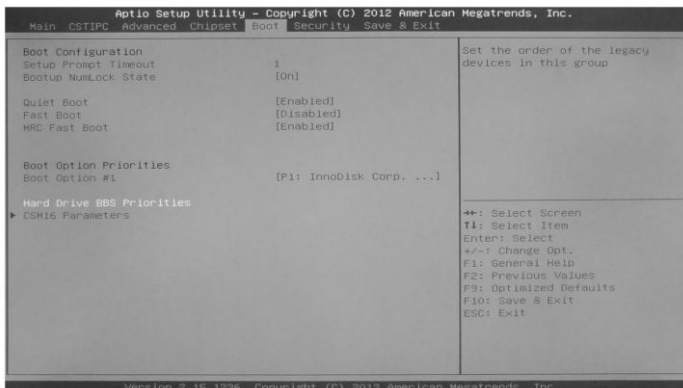 Aptio Setup Utility – Copyright (C) 2012 American Megatrends, Inc.
Main CSTIPC Advanced Chipset Boot Security Save & Exit
Boot Configuration
Setup Prompt Timeout 1
Bootup NumLock State [On]
Quiet Boot [Enabled]
Fast Boot [Disabled]
MRC Fast Boot [Enabled]
Boot Option Priorities
Boot Option #1 [P1: InnoDisk Corp. ...]
Hard Drive BBS Priorities
▶ CSM16 Parameters
Set the order of the legacy
devices in this group
→←: Select Screen
↑↓: Select Item
Enter: Select
+/-: Change Opt.
F1: General Help
F2: Previous Values
F9: Optimized Defaults
F10: Save & Exit
ESC: Exit
Version 2.15.1226. Copyright (C) 2012 American Megatrends, Inc.